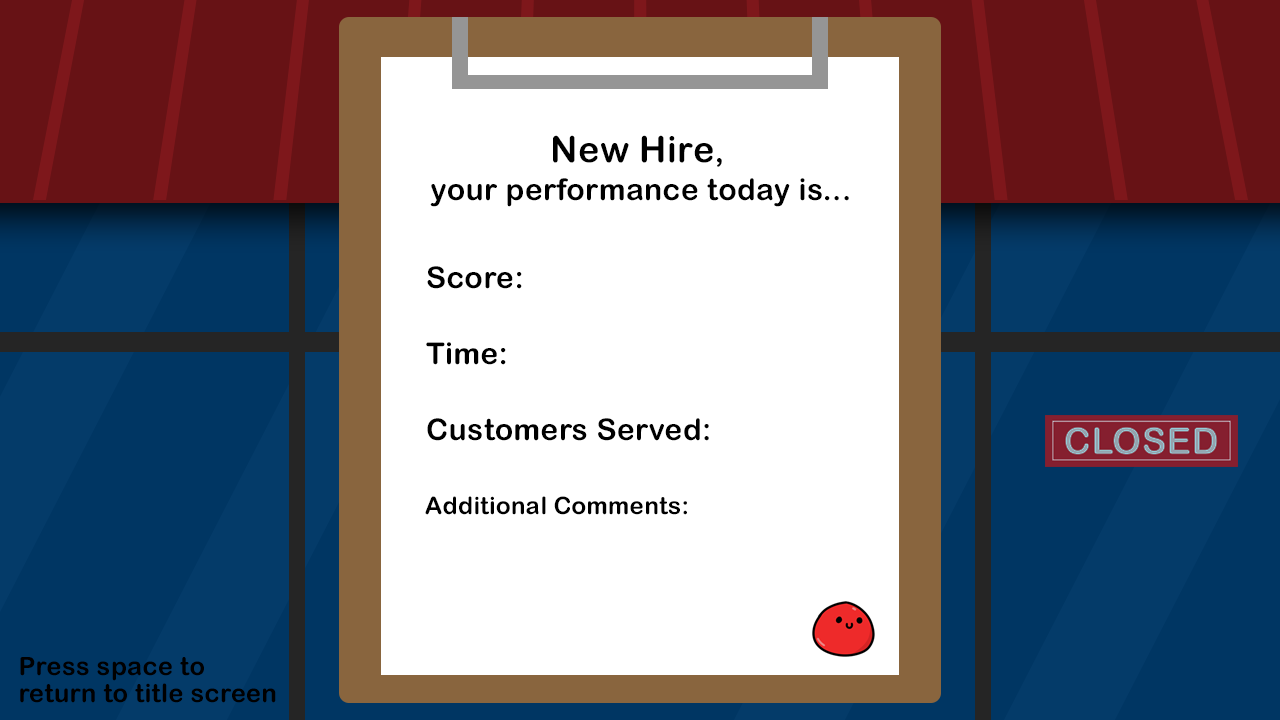 New Hire,
your performance today is...
Score:
Time:
Customers Served:
CLOSED
Additional Comments:
Press space to
return to title screen